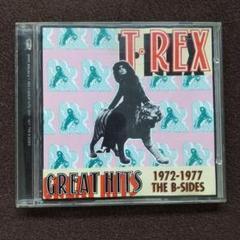 T·REX
GREAT HITS
1972-1977
THE B-SIDES